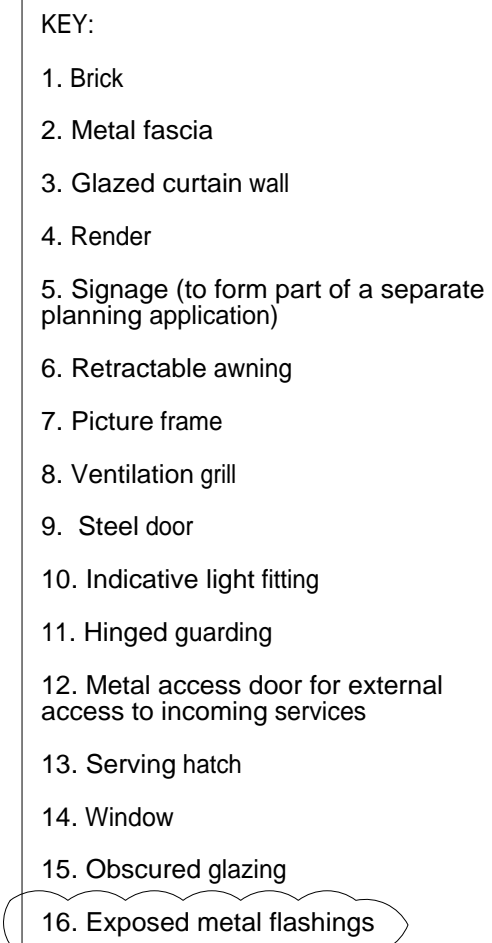 KEY:
1. Brick
2. Metal fascia
3. Glazed curtain wall
4. Render
5. Signage (to form part of a separate
planning application)
6. Retractable awning
7. Picture frame
8. Ventilation grill
9. Steel door
10. Indicative light fitting
11. Hinged guarding
12. Metal access door for external
access to incoming services
13. Serving hatch
14. Window
15. Obscured glazing
16. Exposed metal flashings